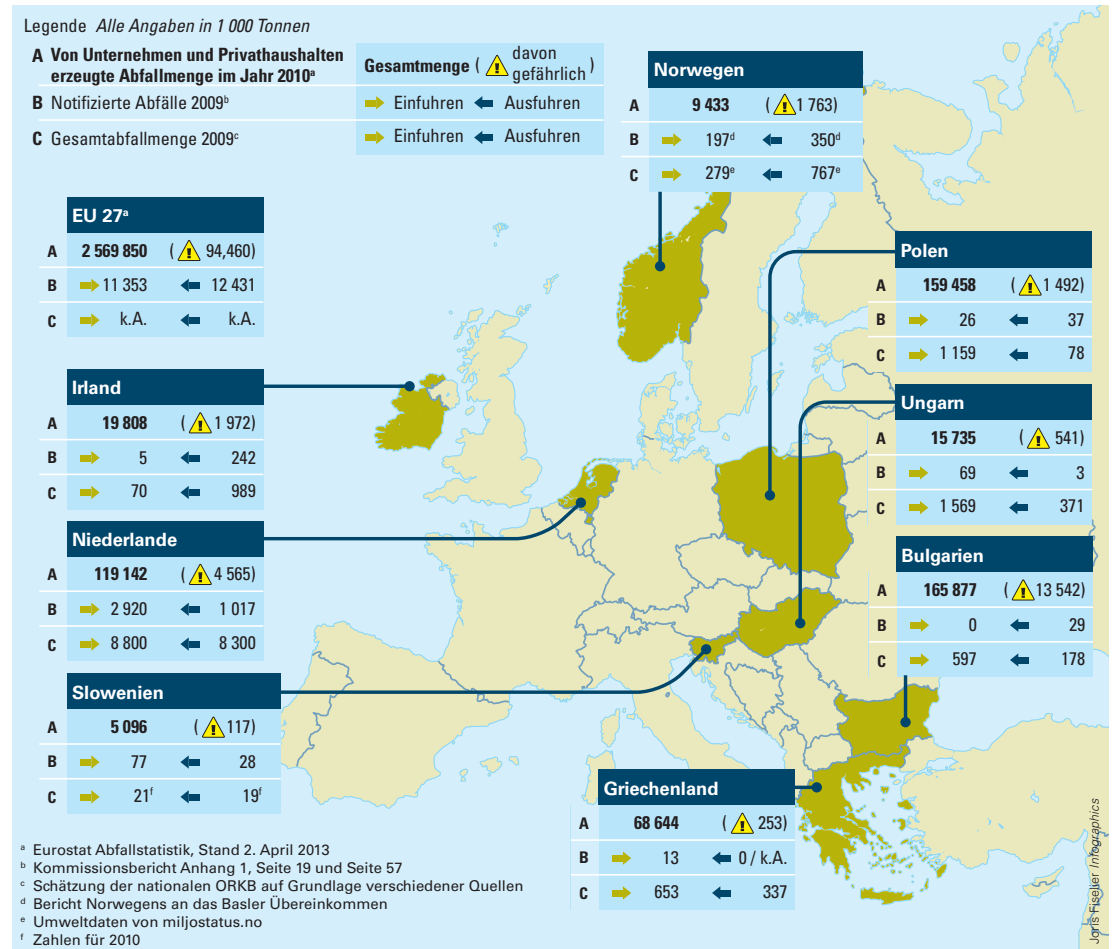 Legende Alle Angaben in 1 000 Tonnen
A Von Unternehmen und Privathaushalten
erzeugte Abfallmenge im Jahr 2010ᵃ
Gesamtmenge ( davon
gefährlich )
B Notifizierte Abfälle 2009ᵇ
Einfuhren Ausfuhren
C Gesamtabfallmenge 2009ᶜ
Einfuhren Ausfuhren
Norwegen
A 9 433 ( 1 763)
B 197ᵈ 350ᵈ
C 279ᵉ 767ᵉ
EU 27ᵃ
A 2 569 850 ( 94,460)
B 11 353 12 431
C k.A. k.A.
Polen
A 159 458 ( 1 492)
B 26 37
C 1 159 78
Irland
A 19 808 ( 1 972)
B 5 242
C 70 989
Ungarn
A 15 735 ( 541)
B 69 3
C 1 569 371
Niederlande
A 119 142 ( 4 565)
B 2 920 1 017
C 8 800 8 300
Bulgarien
A 165 877 ( 13 542)
B 0 29
C 597 178
Slowenien
A 5 096 ( 117)
B 77 28
C 21ᶠ 19ᶠ
Griechenland
A 68 644 ( 253)
B 13 0 / k.A.
C 653 337
ᵃ Eurostat Abfallstatistik, Stand 2. April 2013
ᵇ Kommissionsbericht Anhang 1, Seite 19 und Seite 57
ᶜ Schätzung der nationalen ORKB auf Grundlage verschiedener Quellen
ᵈ Bericht Norwegens an das Basler Übereinkommen
ᵉ Umweltdaten von miljostatus.no
ᶠ Zahlen für 2010
Joris Fiselier Infographics